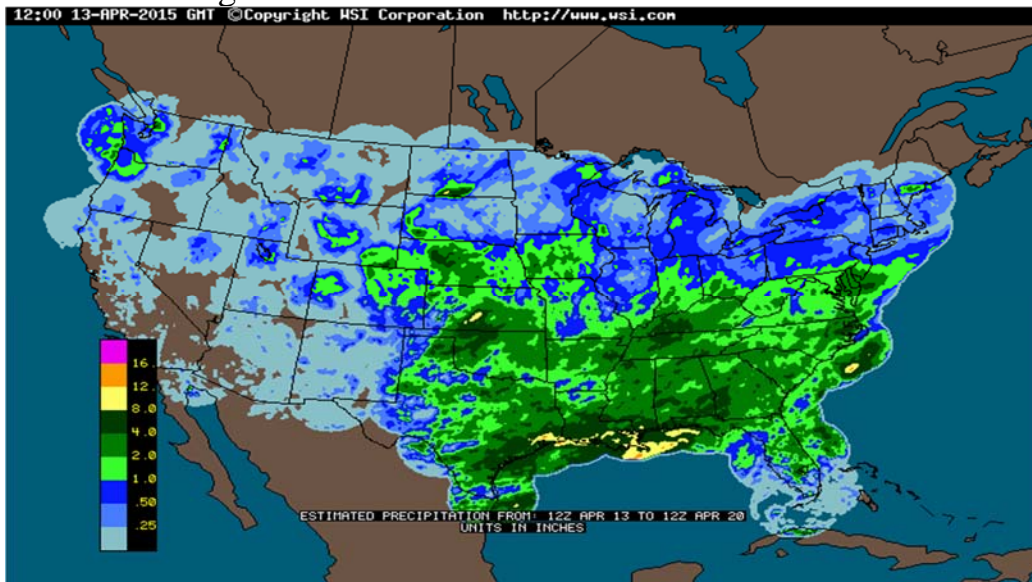 12:00 13-APR-2015 GMT ©Copyright WSI Corporation http://www.wsi.com
16.
12.
8.0
4.0
2.0
1.0
.50
.25
ESTIMATED PRECIPITATION FROM: 12Z APR 13 TO 12Z APR 20
UNITS IN INCHES